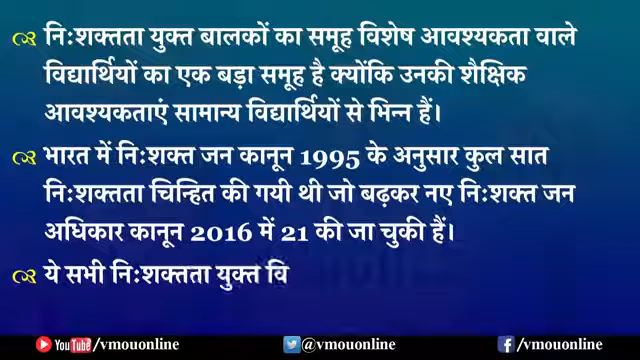 निःशक्तता युक्त बालकों का समूह विशेष आवश्यकता वाले
विद्यार्थियों का एक बड़ा समूह है क्योंकि उनकी शैक्षिक
आवश्यकताएं सामान्य विद्यार्थियों से भिन्न हैं।
भारत में निःशक्त जन कानून 1995 के अनुसार कुल सात
निःशक्तता चिन्हित की गयी थी जो बढ़कर नए निःशक्त जन
अधिकार कानून 2016 में 21 की जा चुकी हैं।
ये सभी निःशक्तता युक्त वि
YouTube /vmouonline @vmouonline f /vmouonline